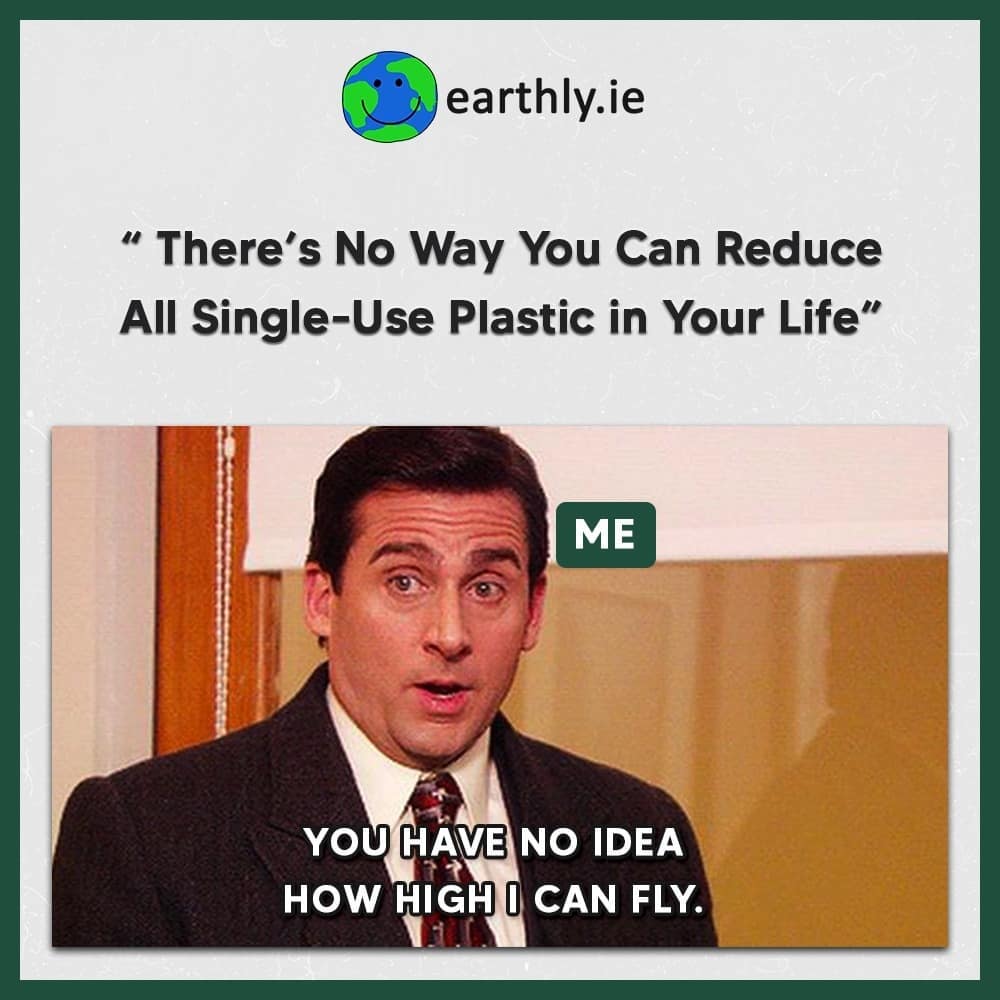 earthly.ie
“ There’s No Way You Can Reduce
All Single-Use Plastic in Your Life”
ME
YOU HAVE NO IDEA
HOW HIGH I CAN FLY.